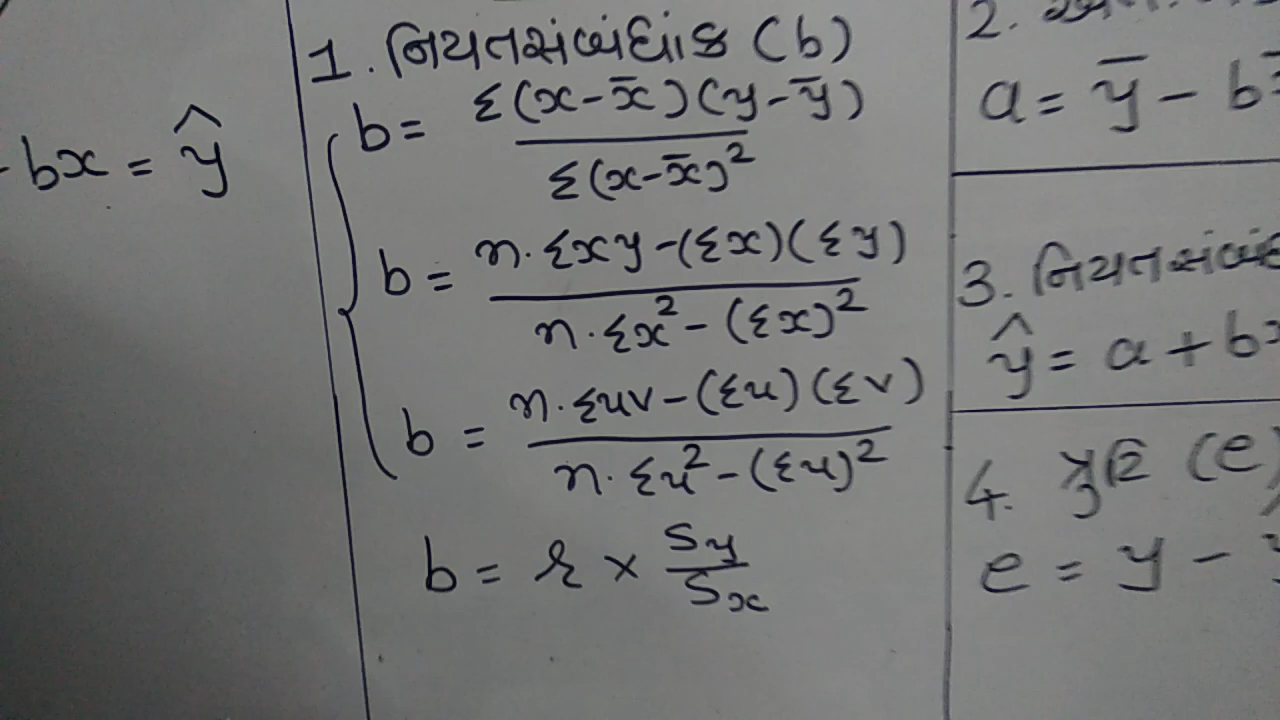 bx = ŷ
1. નિયતસંબંધાંક (b)
b = Σ(x-x̄)(y-ȳ) / Σ(x-x̄)²
b = n·Σxy-(Σx)(Σy) / n·Σx²-(Σx)²
b = n·Σuv-(Σu)(Σv) / n·Σu²-(Σu)²
b = r × Sy / Sx
2.
a = ȳ - b
3.
ŷ = a + b
4. ત્રુટિ (e)
e = y -